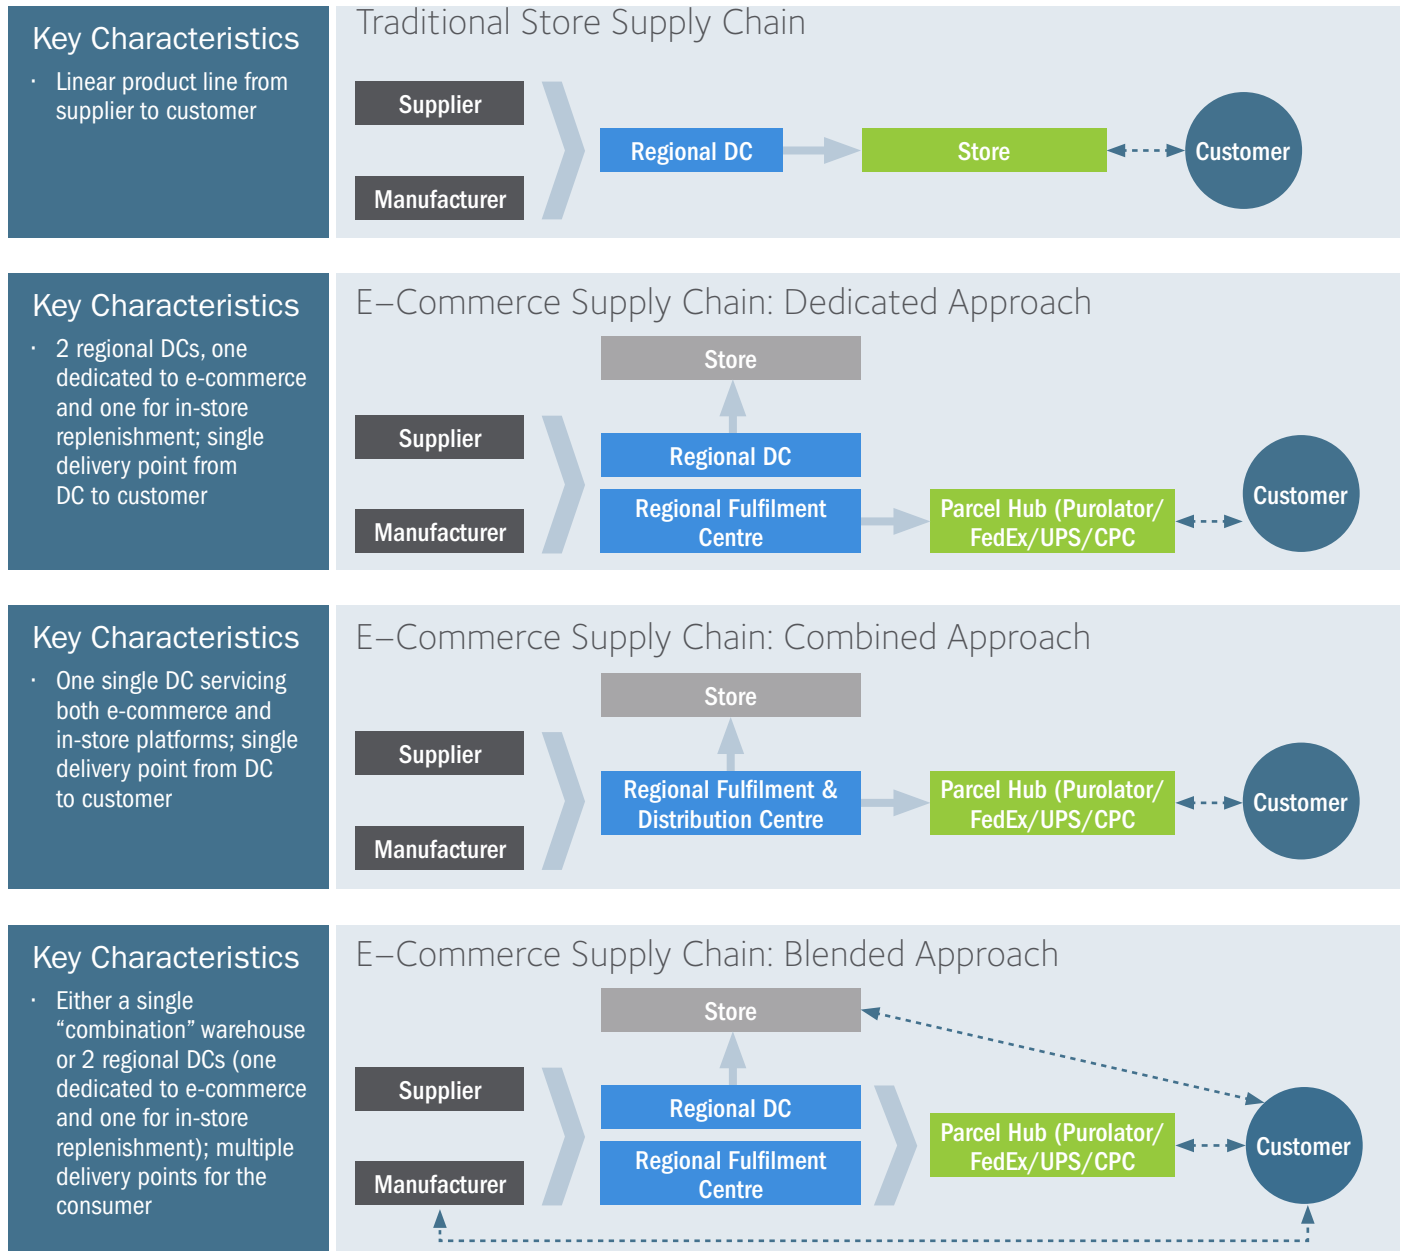 Key Characteristics
· Linear product line from
supplier to customer
Traditional Store Supply Chain
Supplier
Manufacturer
Regional DC
Store
Customer
Key Characteristics
· 2 regional DCs, one
dedicated to e-commerce
and one for in-store
replenishment; single
delivery point from
DC to customer
E–Commerce Supply Chain: Dedicated Approach
Store
Supplier
Manufacturer
Regional DC
Regional Fulfilment
Centre
Parcel Hub (Purolator/
FedEx/UPS/CPC
Customer
Key Characteristics
· One single DC servicing
both e-commerce and
in-store platforms; single
delivery point from DC
to customer
E–Commerce Supply Chain: Combined Approach
Store
Supplier
Manufacturer
Regional Fulfilment &
Distribution Centre
Parcel Hub (Purolator/
FedEx/UPS/CPC
Customer
Key Characteristics
· Either a single
“combination” warehouse
or 2 regional DCs (one
dedicated to e-commerce
and one for in-store
replenishment); multiple
delivery points for the
consumer
E–Commerce Supply Chain: Blended Approach
Store
Supplier
Manufacturer
Regional DC
Regional Fulfilment
Centre
Parcel Hub (Purolator/
FedEx/UPS/CPC
Customer